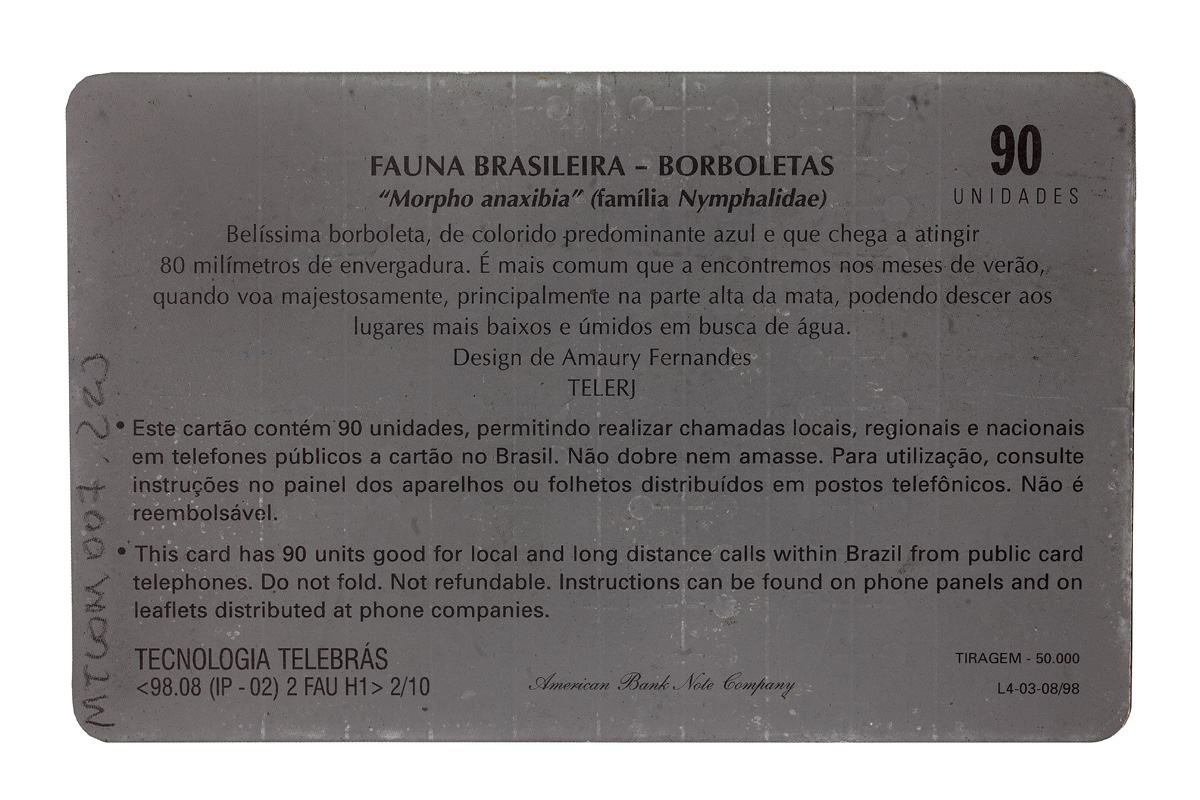 FAUNA BRASILEIRA – BORBOLETAS
90
UNIDADES
“Morpho anaxibia” (família Nymphalidae)
Belíssima borboleta, de colorido predominante azul e que chega a atingir
80 milímetros de envergadura. É mais comum que a encontremos nos meses de verão,
quando voa majestosamente, principalmente na parte alta da mata, podendo descer aos
lugares mais baixos e úmidos em busca de água.
Design de Amaury Fernandes
TELERJ
• Este cartão contém 90 unidades, permitindo realizar chamadas locais, regionais e nacionais
em telefones públicos a cartão no Brasil. Não dobre nem amasse. Para utilização, consulte
instruções no painel dos aparelhos ou folhetos distribuídos em postos telefônicos. Não é
reembolsável.
• This card has 90 units good for local and long distance calls within Brazil from public card
telephones. Do not fold. Not refundable. Instructions can be found on phone panels and on
leaflets distributed at phone companies.
TECNOLOGIA TELEBRÁS
<98.08 (IP - 02) 2 FAU H1> 2/10
American Bank Note Company
TIRAGEM - 50.000
L4-03-08/98
MTCOM 007.220